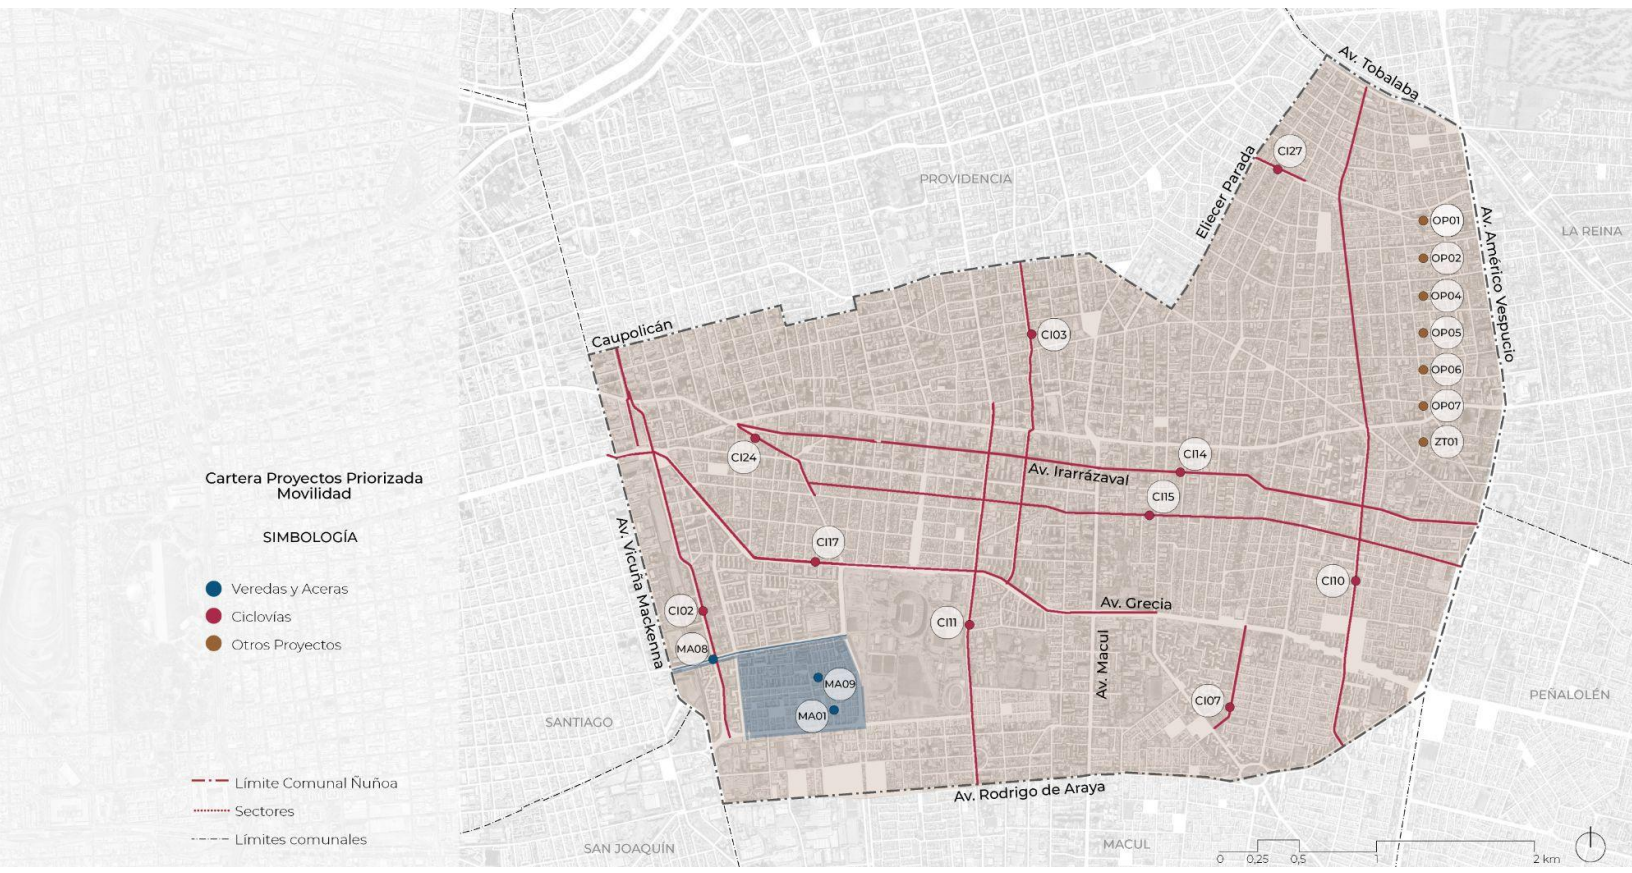 Av. Tobalaba
CI27
PROVIDENCIA
Eliecer Parada
OP01
Av. Américo Vespucio
LA REINA
OP02
OP04
Caupolicán
CI03
OP05
OP06
OP07
ZT01
CI24
CI14
Av. Irarrázaval
CI15
Cartera Proyectos Priorizada
Movilidad
SIMBOLOGÍA
Veredas y Aceras
Ciclovías
Otros Proyectos
Av. Vicuña Mackenna
CI17
CI10
CI02
Av. Grecia
CI11
MA08
Av. Macul
MA09
MA01
CI07
PEÑALOLÉN
SANTIAGO
Límite Comunal Ñuñoa
Sectores
Límites comunales
Av. Rodrigo de Araya
SAN JOAQUÍN
MACUL
0 0,25 0,5 1 2 km